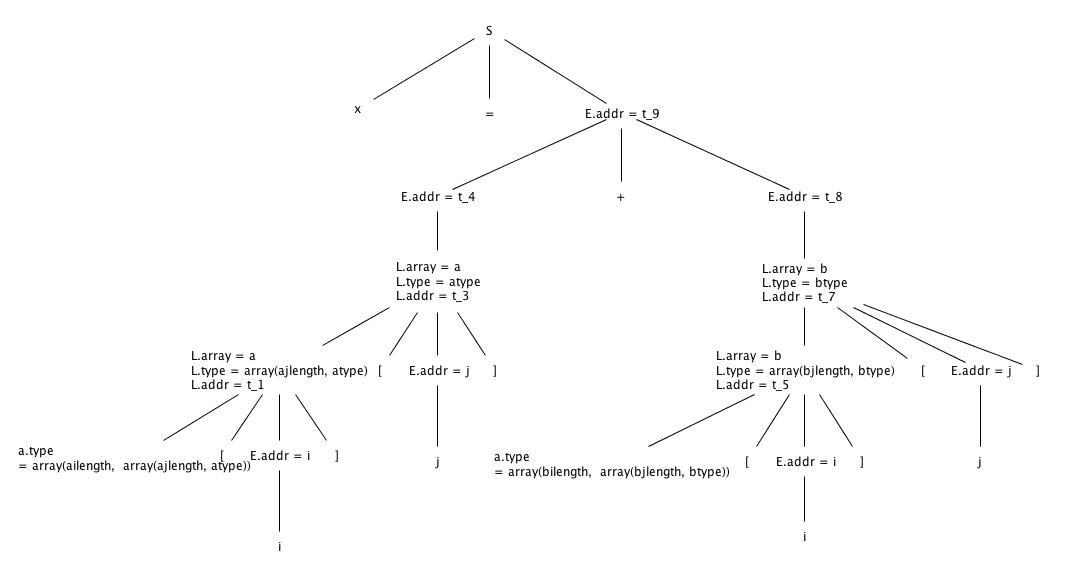 S
x
=
E.addr = t_9
E.addr = t_4
+
E.addr = t_8
L.array = a
L.type = atype
L.addr = t_3
L.array = b
L.type = btype
L.addr = t_7
L.array = a
L.type = array(ajlength, atype)
L.addr = t_1
[
E.addr = j
]
L.array = b
L.type = array(bjlength, btype)
L.addr = t_5
[
E.addr = j
]
a.type
= array(ailength, array(ajlength, atype))
[
E.addr = i
]
j
a.type
= array(bilength, array(bjlength, btype))
[
E.addr = i
]
j
i
i